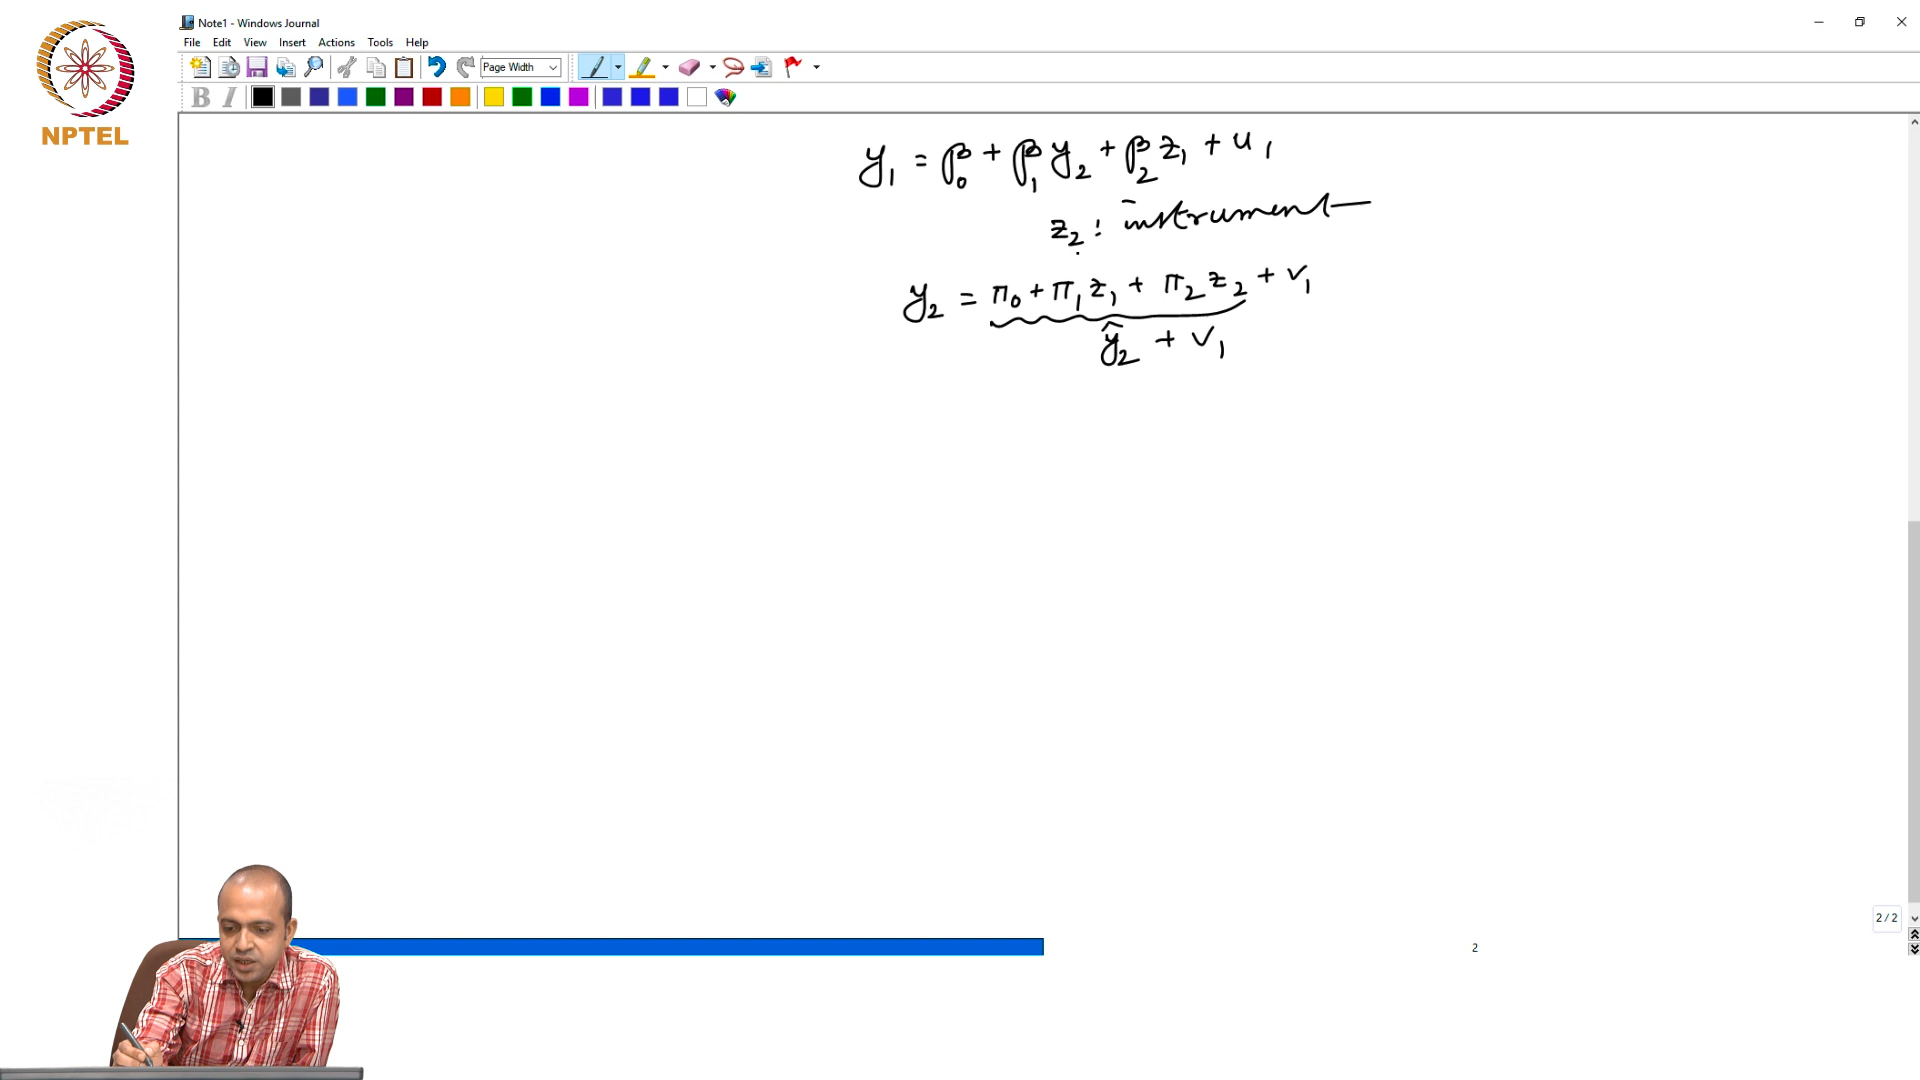 Note1 - Windows Journal
File Edit View Insert Actions Tools Help
Page Width
B I
NPTEL
y₁ = β₀ + β₁ y₂ + β₂ z₁ + u₁
z₂ : instrument
y₂ = π₀ + π₁ z₁ + π₂ z₂ + v₁
ŷ₂ + v₁
2 / 2
2